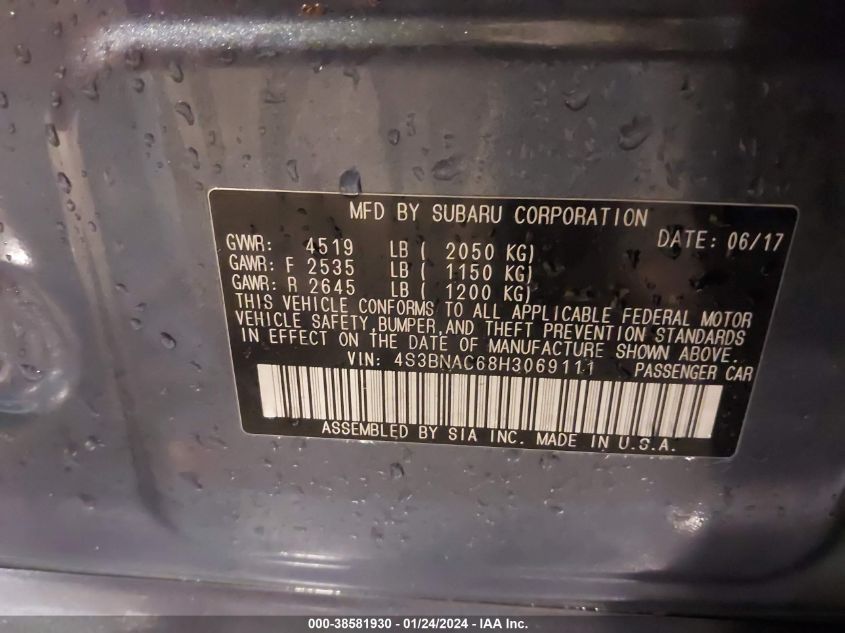 MFD BY SUBARU CORPORATION
GVWR: 4519 LB ( 2050 KG) DATE: 06/17
GAWR: F 2535 LB ( 1150 KG)
GAWR: R 2645 LB ( 1200 KG)
THIS VEHICLE CONFORMS TO ALL APPLICABLE FEDERAL MOTOR
VEHICLE SAFETY,BUMPER,AND THEFT PREVENTION STANDARDS
IN EFFECT ON THE DATE OF MANUFACTURE SHOWN ABOVE.
VIN: 4S3BNAC68H3069111 PASSENGER CAR
ASSEMBLED BY SIA INC. MADE IN U.S.A.
000-38581930 - 01/24/2024 - IAA Inc.